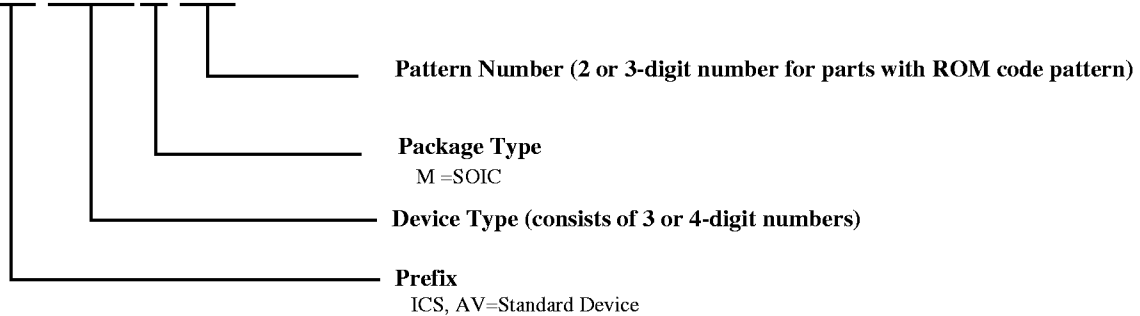 Pattern Number (2 or 3-digit number for parts with ROM code pattern)
Package Type
M =SOIC
Device Type (consists of 3 or 4-digit numbers)
Prefix
ICS, AV=Standard Device